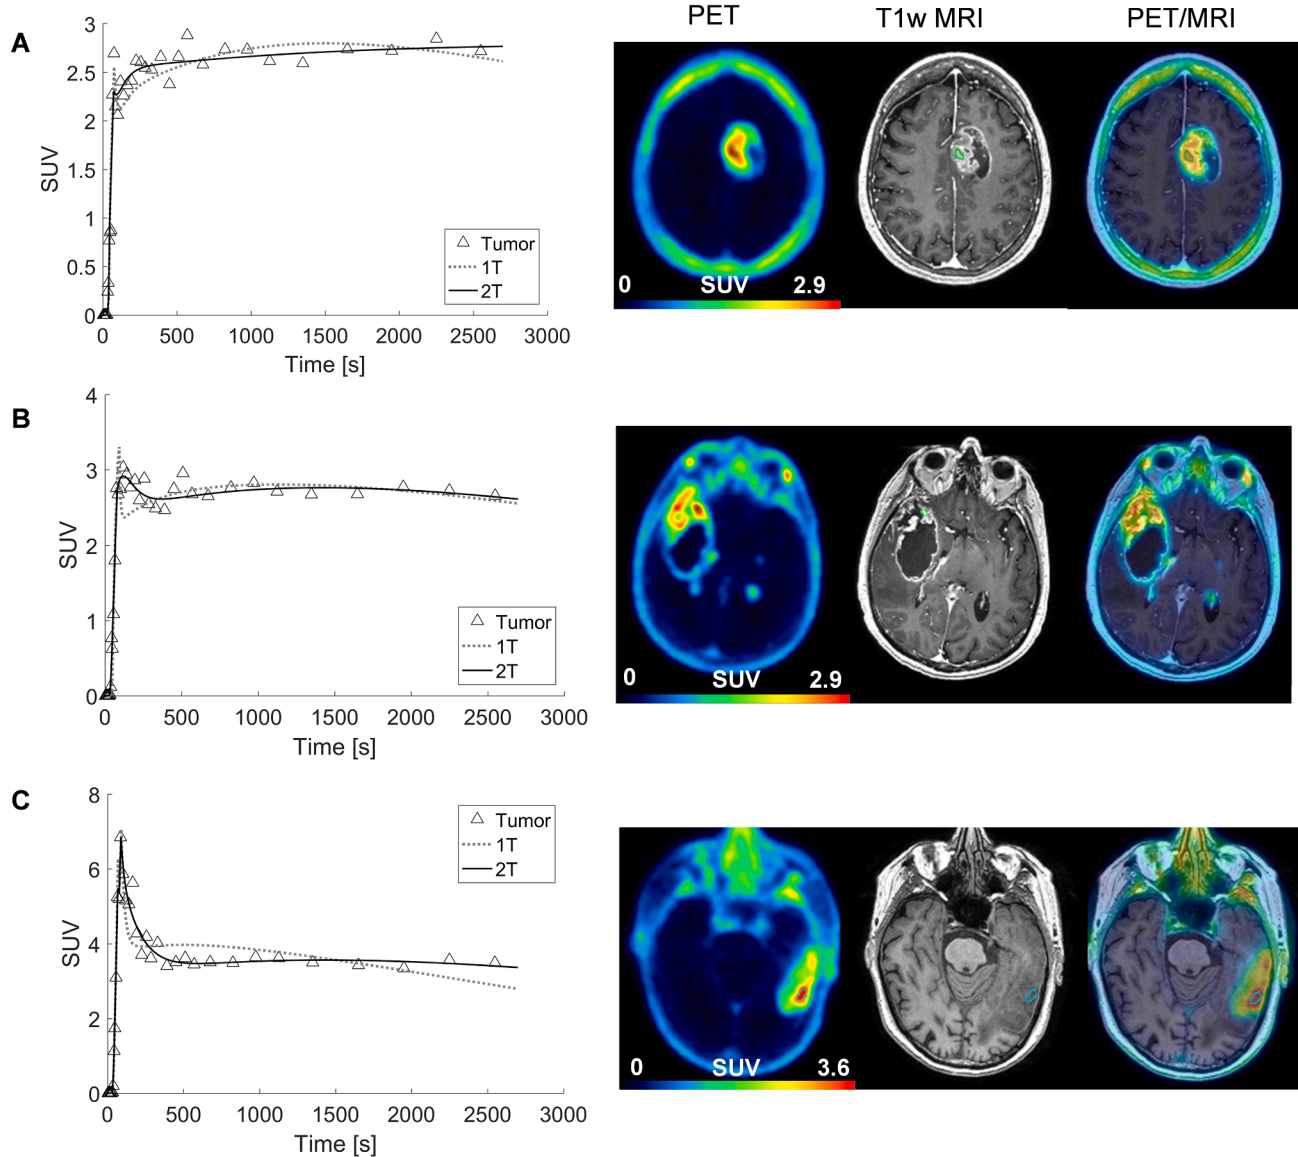 PET T1w MRI PET/MRI
A
3
2.5
2
1.5
1
0.5
0
SUV
Tumor
1T
2T
0 500 1000 1500 2000 2500 3000
Time [s]
0 SUV 2.9
B
4
3
2
1
0
SUV
Tumor
1T
2T
0 500 1000 1500 2000 2500 3000
Time [s]
0 SUV 2.9
C
8
6
4
2
0
SUV
Tumor
1T
2T
0 500 1000 1500 2000 2500 3000
Time [s]
0 SUV 3.6